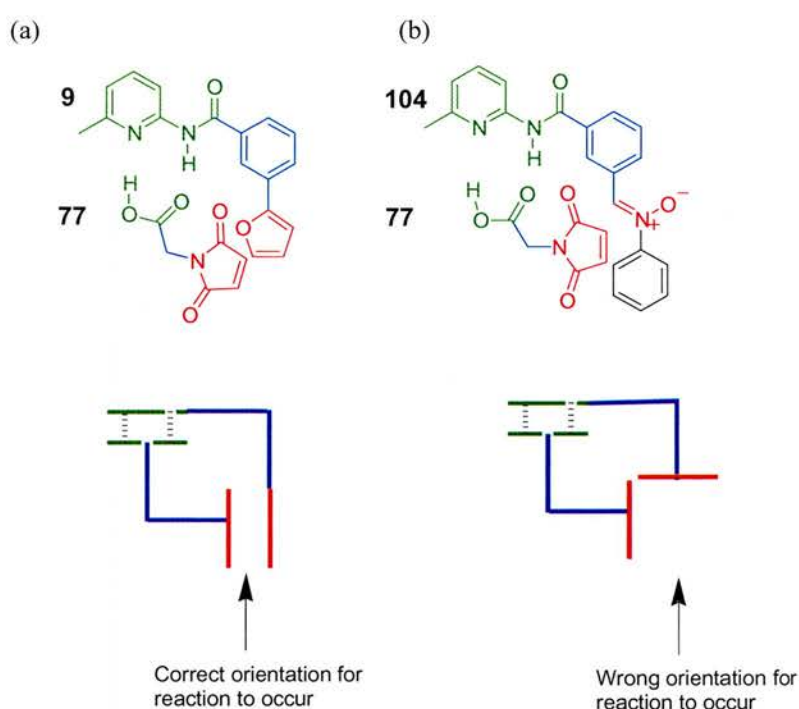 (a)
(b)
9
104
O
N
N
H
77
H
O
O
O
N
O
O
N
N
H
O
77
H
O
O
O
N
O
O
N
+
O
−
Correct orientation for
reaction to occur
Wrong orientation for
reaction to occur